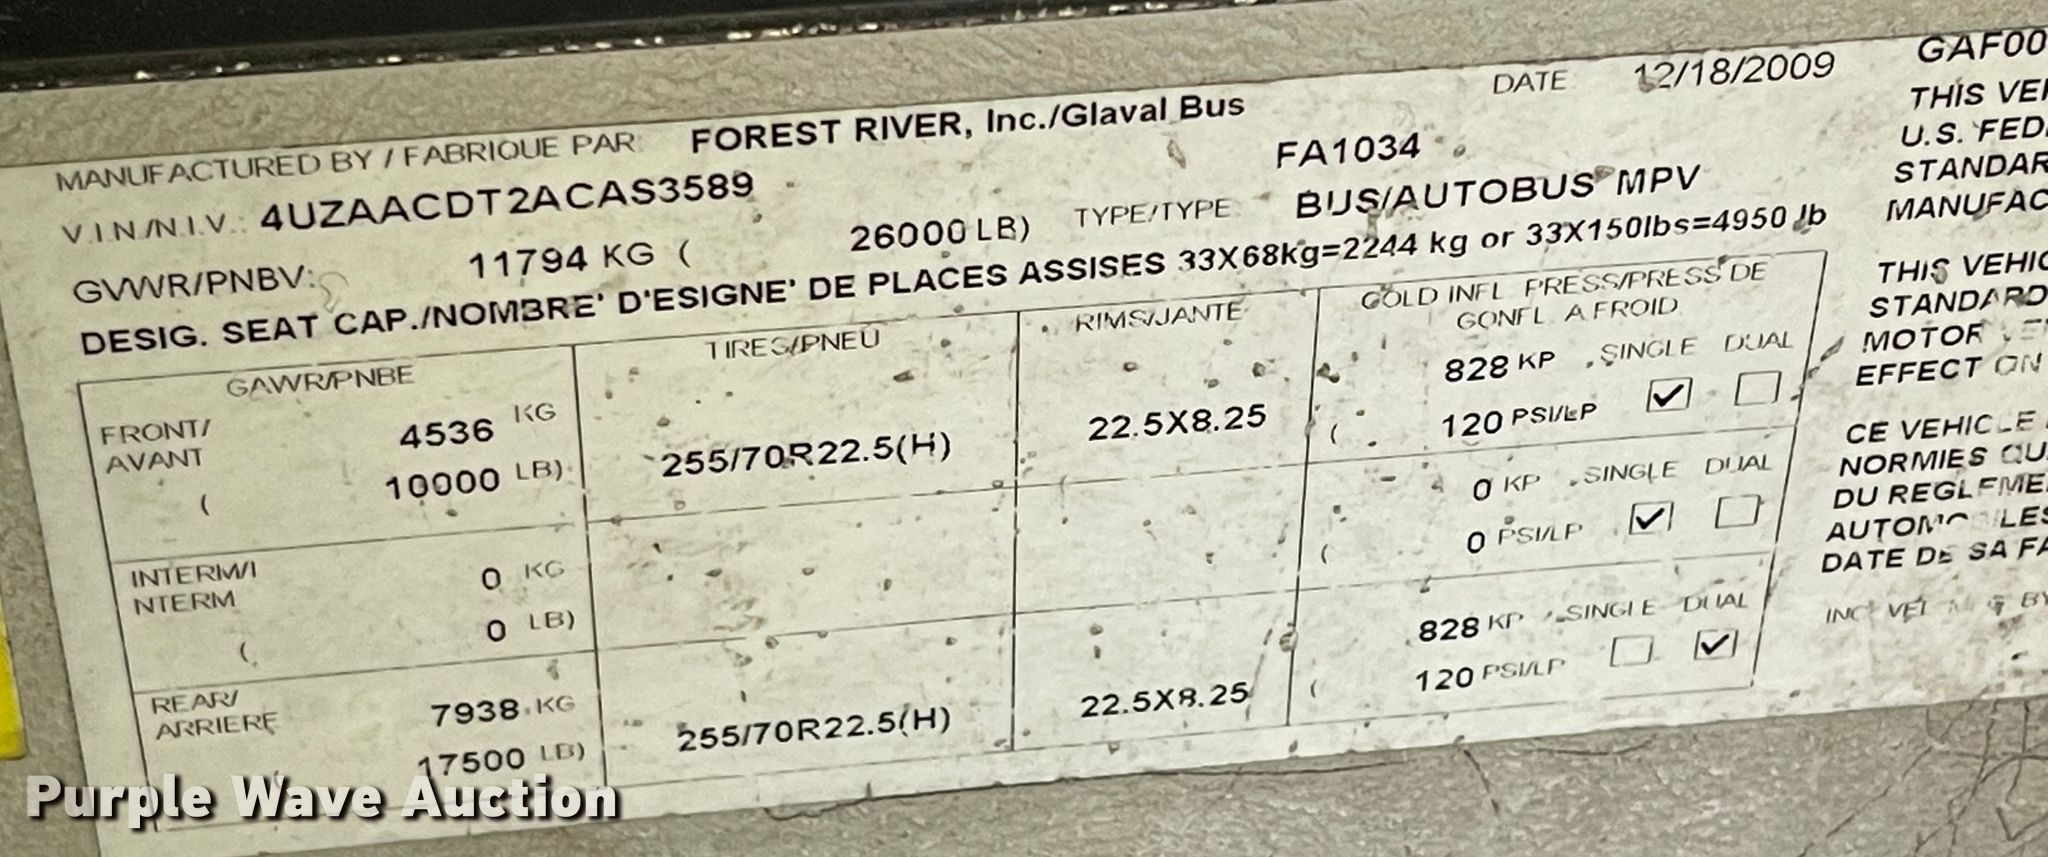 DATE 12/18/2009 GAF00
MANUFACTURED BY / FABRIQUE PAR: FOREST RIVER, Inc./Glaval Bus
FA1034
V.I.N./N.I.V.: 4UZAACDT2ACAS3589
GVWR/PNBV: 11794 KG ( 26000 LB) TYPE/TYPE BUS/AUTOBUS MPV
DESIG. SEAT CAP./NOMBRE' D'ESIGNE' DE PLACES ASSISES 33X68kg=2244 kg or 33X150lbs=4950 lb
GAWR/PNBE TIRES/PNEU RIMS/JANTE COLD INFL PRESS/PRESS DE
GONFL A FROID
FRONT/
AVANT
4536 KG
( 10000 LB)
255/70R22.5(H)
22.5X8.25
828 KP SINGLE DUAL
( 120 PSI/LP
INTERM/I
NTERM
0 KG
( 0 LB)
0 KP SINGLE DUAL
( 0 PSI/LP
REAR/
ARRIERE
7938 KG
17500 LB)
255/70R22.5(H)
22.5X8.25
828 KP SINGLE DUAL
( 120 PSI/LP
THIS VE
U.S. FED
STANDAR
MANUFAC
THIS VEHIC
STANDARD
MOTOR
EFFECT ON
CE VEHICLE
NORMIES QU
DU REGLEME
AUTOMOBILES
DATE DE SA FA
BY
Purple Wave Auction